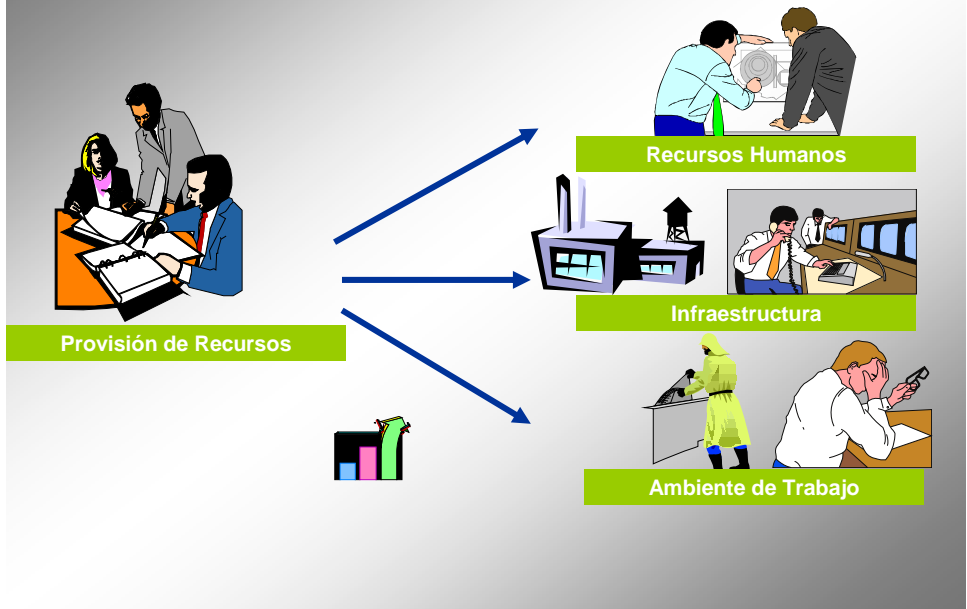 Provisión de Recursos
Recursos Humanos
Infraestructura
Ambiente de Trabajo